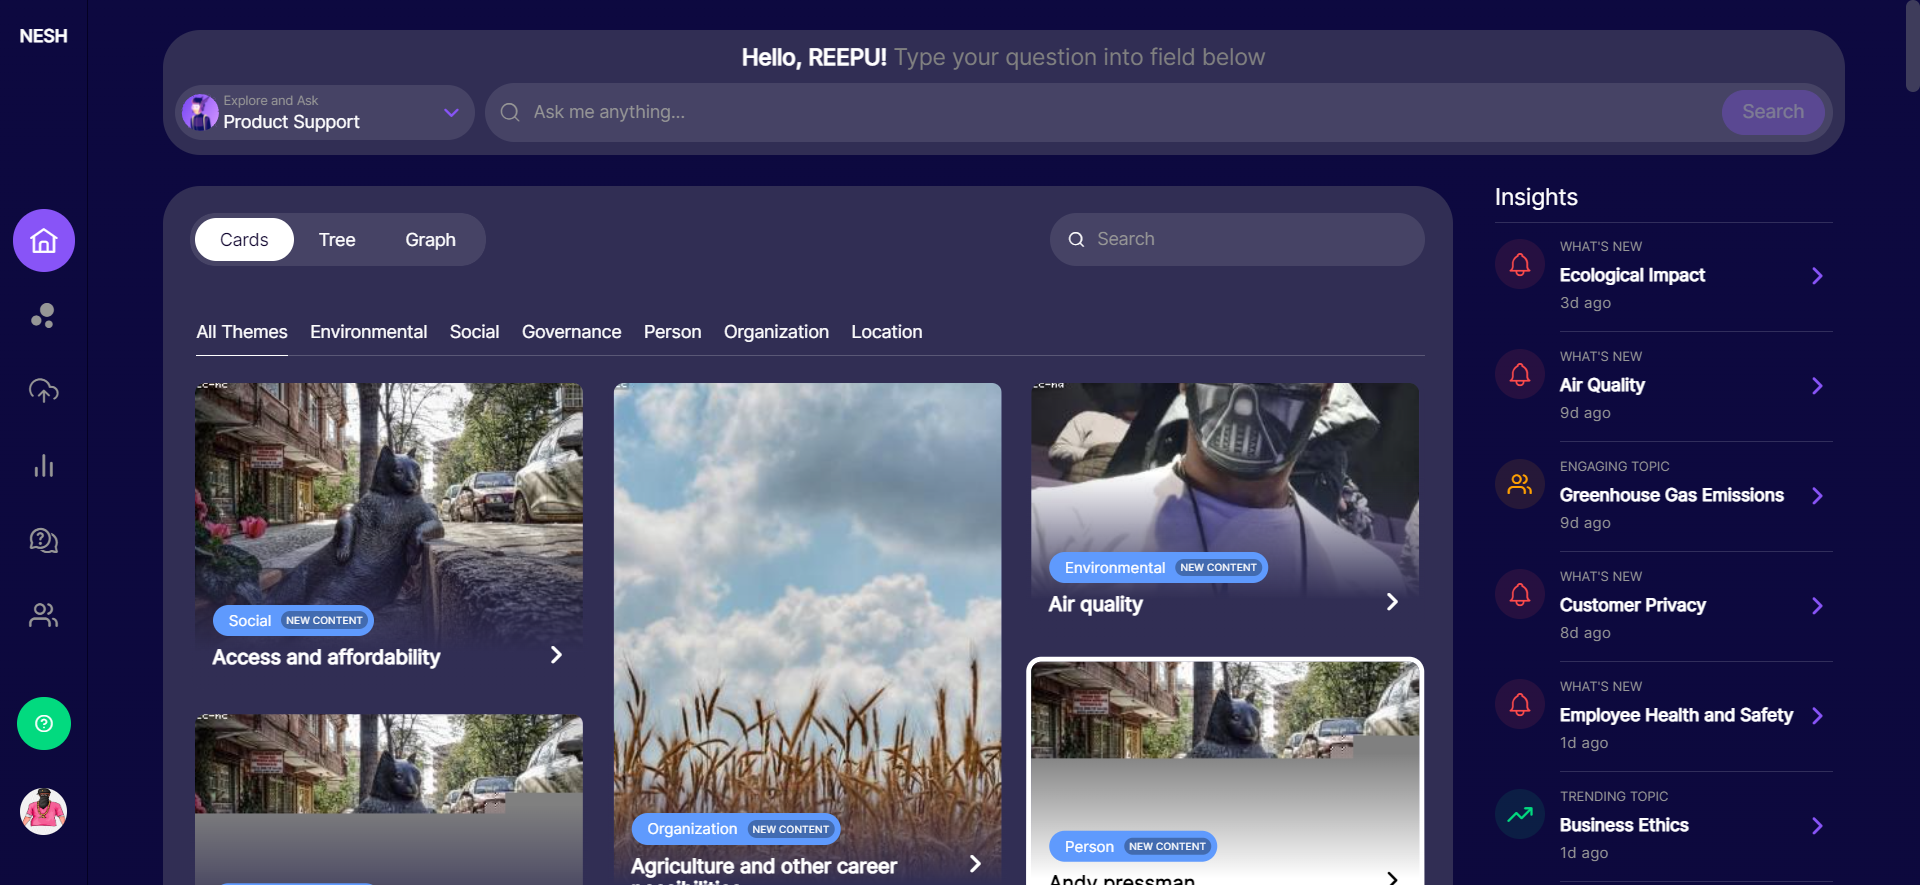 NESH
Hello, REEPU! Type your question into field below
Explore and Ask
Product Support
Ask me anything...
Search
Cards
Tree
Graph
Search
All Themes
Environmental
Social
Governance
Person
Organization
Location
Social NEW CONTENT
Access and affordability
Organization NEW CONTENT
Agriculture and other career
Environmental NEW CONTENT
Air quality
Person NEW CONTENT
Andy pressman
Insights
WHAT'S NEW
Ecological Impact
3d ago
WHAT'S NEW
Air Quality
9d ago
ENGAGING TOPIC
Greenhouse Gas Emissions
9d ago
WHAT'S NEW
Customer Privacy
8d ago
WHAT'S NEW
Employee Health and Safety
1d ago
TRENDING TOPIC
Business Ethics
1d ago